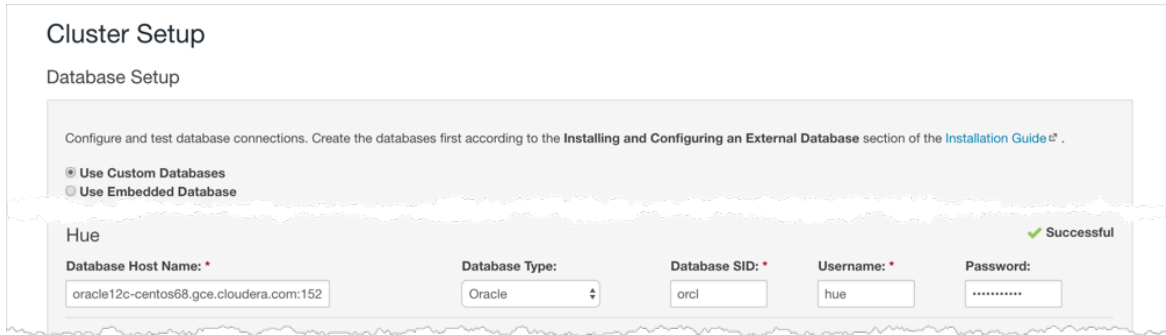 Cluster Setup
Database Setup
Configure and test database connections. Create the databases first according to the Installing and Configuring an External Database section of the Installation Guide .
Use Custom Databases
Use Embedded Database
Hue
Successful
Database Host Name: * Database Type: Database SID: * Username: * Password:
oracle12c-centos68.gce.cloudera.com:152 Oracle orcl hue •••••••••••